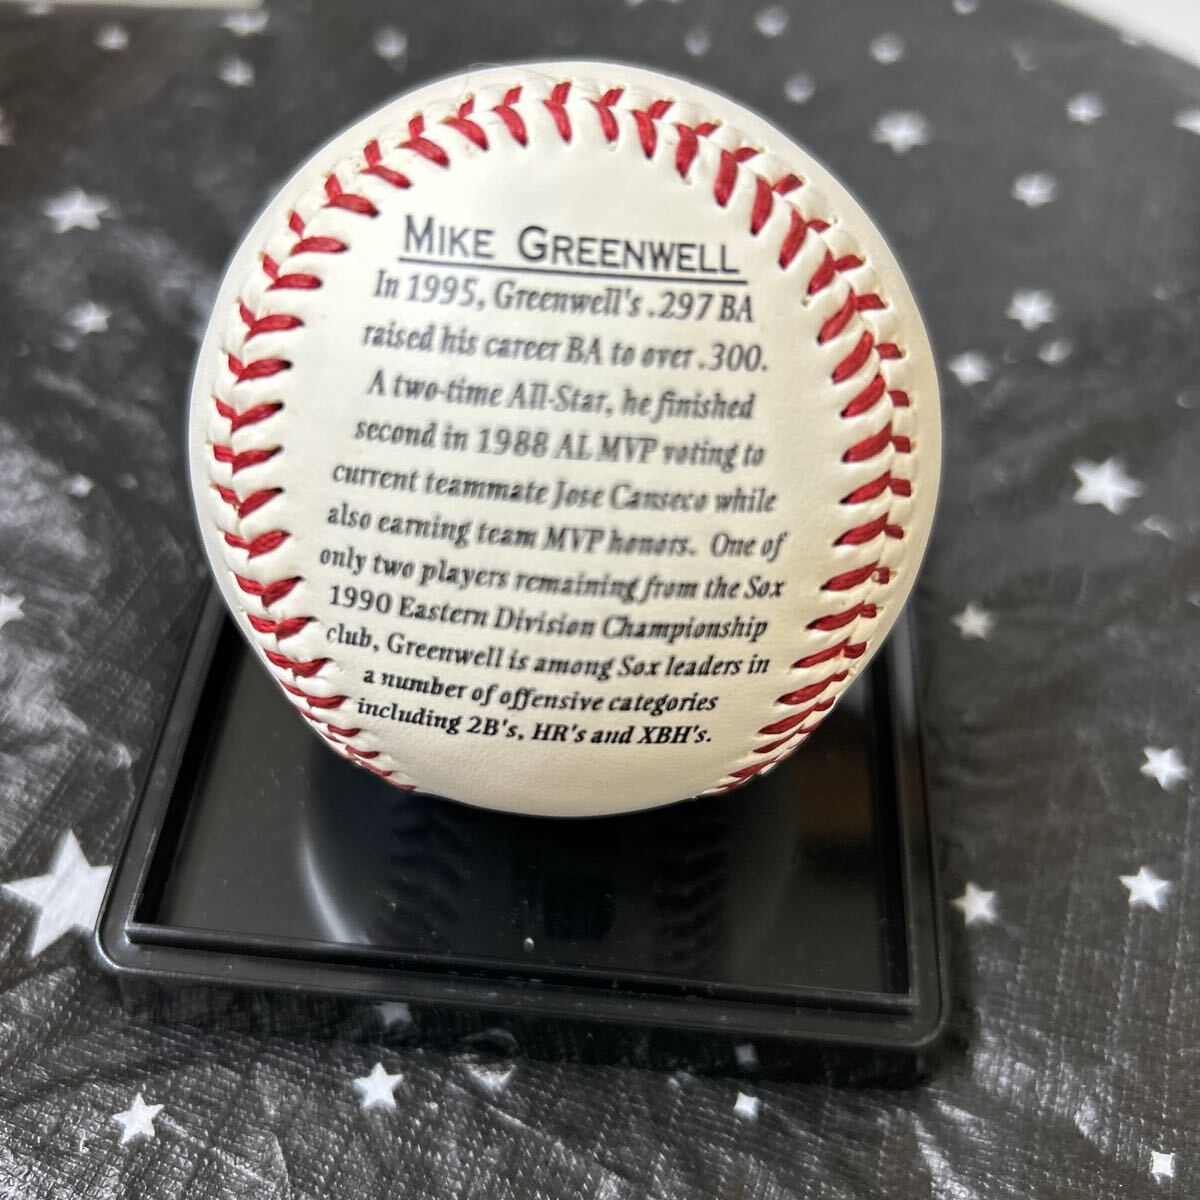 MIKE GREENWELL
In 1995, Greenwell's .297 BA
raised his career BA to over .300.
A two-time All-Star, he finished
second in 1988 AL MVP voting to
current teammate Jose Canseco while
also earning team MVP honors. One of
only two players remaining from the Sox
1990 Eastern Division Championship
club, Greenwell is among Sox leaders in
a number of offensive categories
including 2B's, HR's and XBH's.